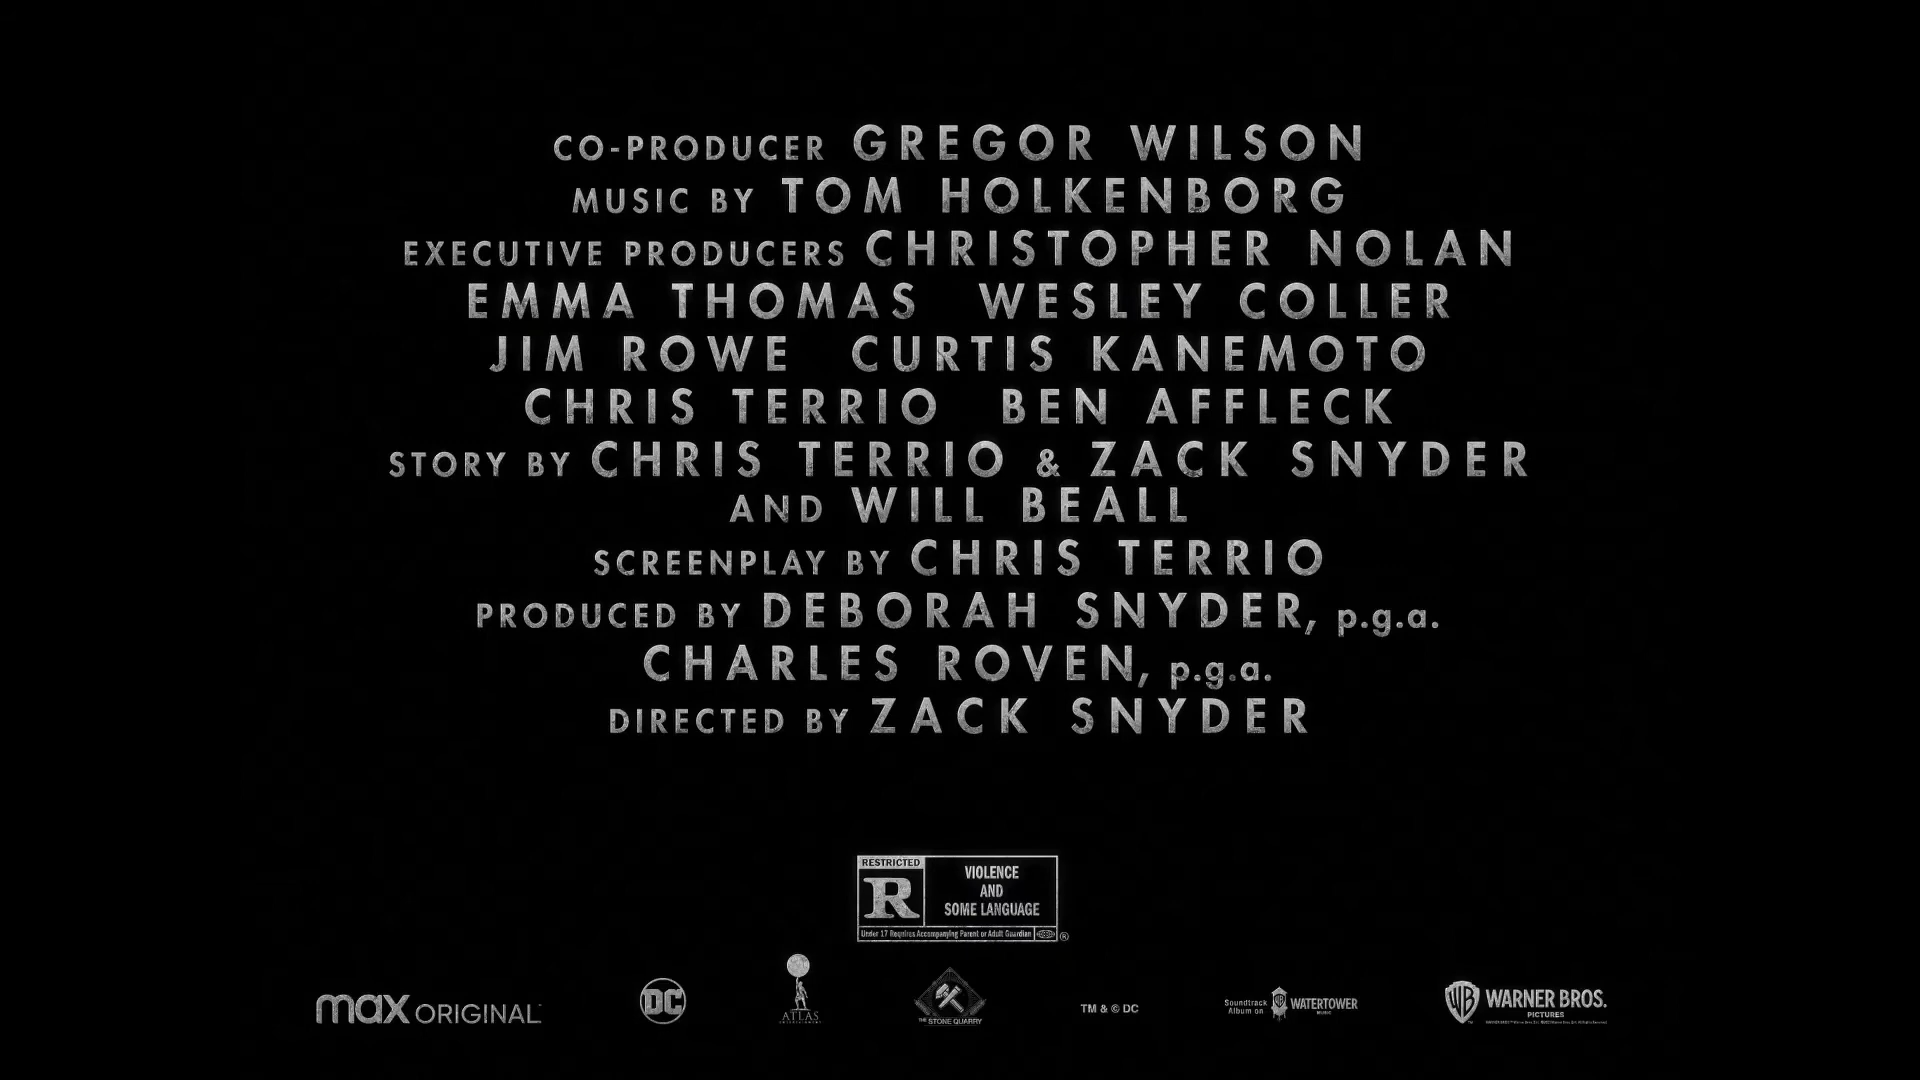 CO-PRODUCER GREGOR WILSON
MUSIC BY TOM HOLKENBORG
EXECUTIVE PRODUCERS CHRISTOPHER NOLAN
EMMA THOMAS WESLEY COLLER
JIM ROWE CURTIS KANEMOTO
CHRIS TERRIO BEN AFFLECK
STORY BY CHRIS TERRIO & ZACK SNYDER
AND WILL BEALL
SCREENPLAY BY CHRIS TERRIO
PRODUCED BY DEBORAH SNYDER, p.g.a.
CHARLES ROVEN, p.g.a.
DIRECTED BY ZACK SNYDER
RESTRICTED
R
VIOLENCE
AND
SOME LANGUAGE
Under 17 Requires Accompanying Parent or Adult Guardian ®
max ORIGINAL
DC
ATLAS
ENTERTAINMENT
THE STONE QUARRY
TM & © DC
Soundtrack
Album on
WB WATERTOWER
MUSIC
WB WARNER BROS.
PICTURES